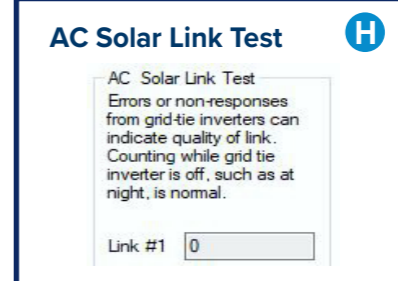 AC Solar Link Test H
AC Solar Link Test
Errors or non-responses
from grid-tie inverters can
indicate quality of link.
Counting while grid tie
inverter is off, such as at
night, is normal.
Link #1 0